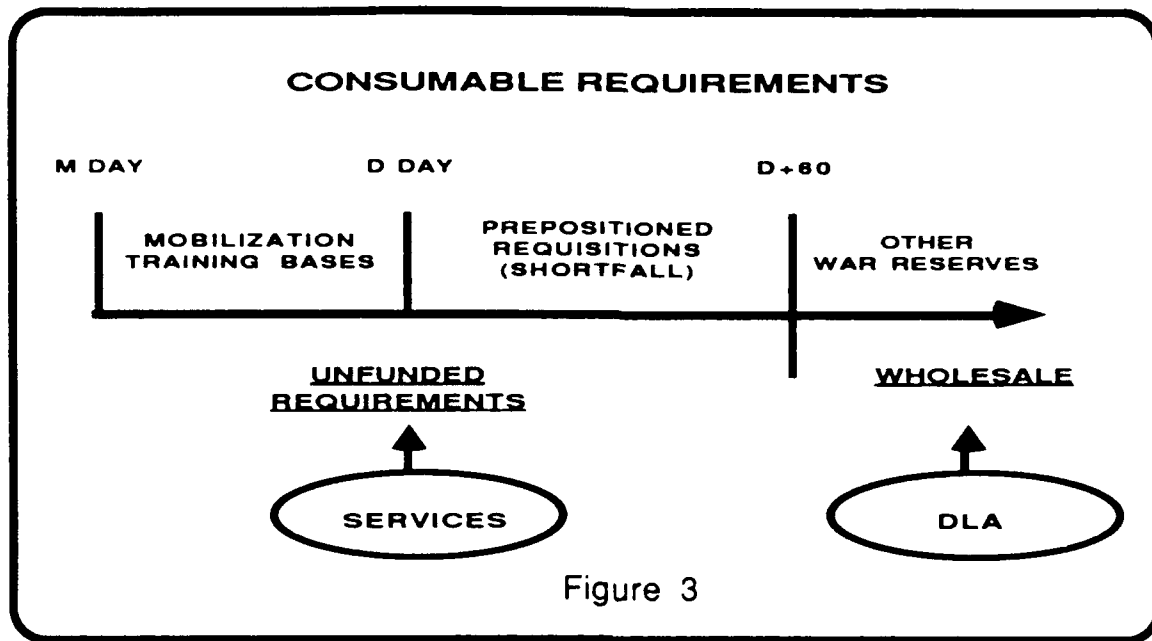 CONSUMABLE REQUIREMENTS
M DAY
D DAY
D+60
MOBILIZATION
TRAINING BASES
PREPOSITIONED
REQUISITIONS
(SHORTFALL)
OTHER
WAR RESERVES
UNFUNDED
REQUIREMENTS
WHOLESALE
SERVICES
DLA
Figure 3